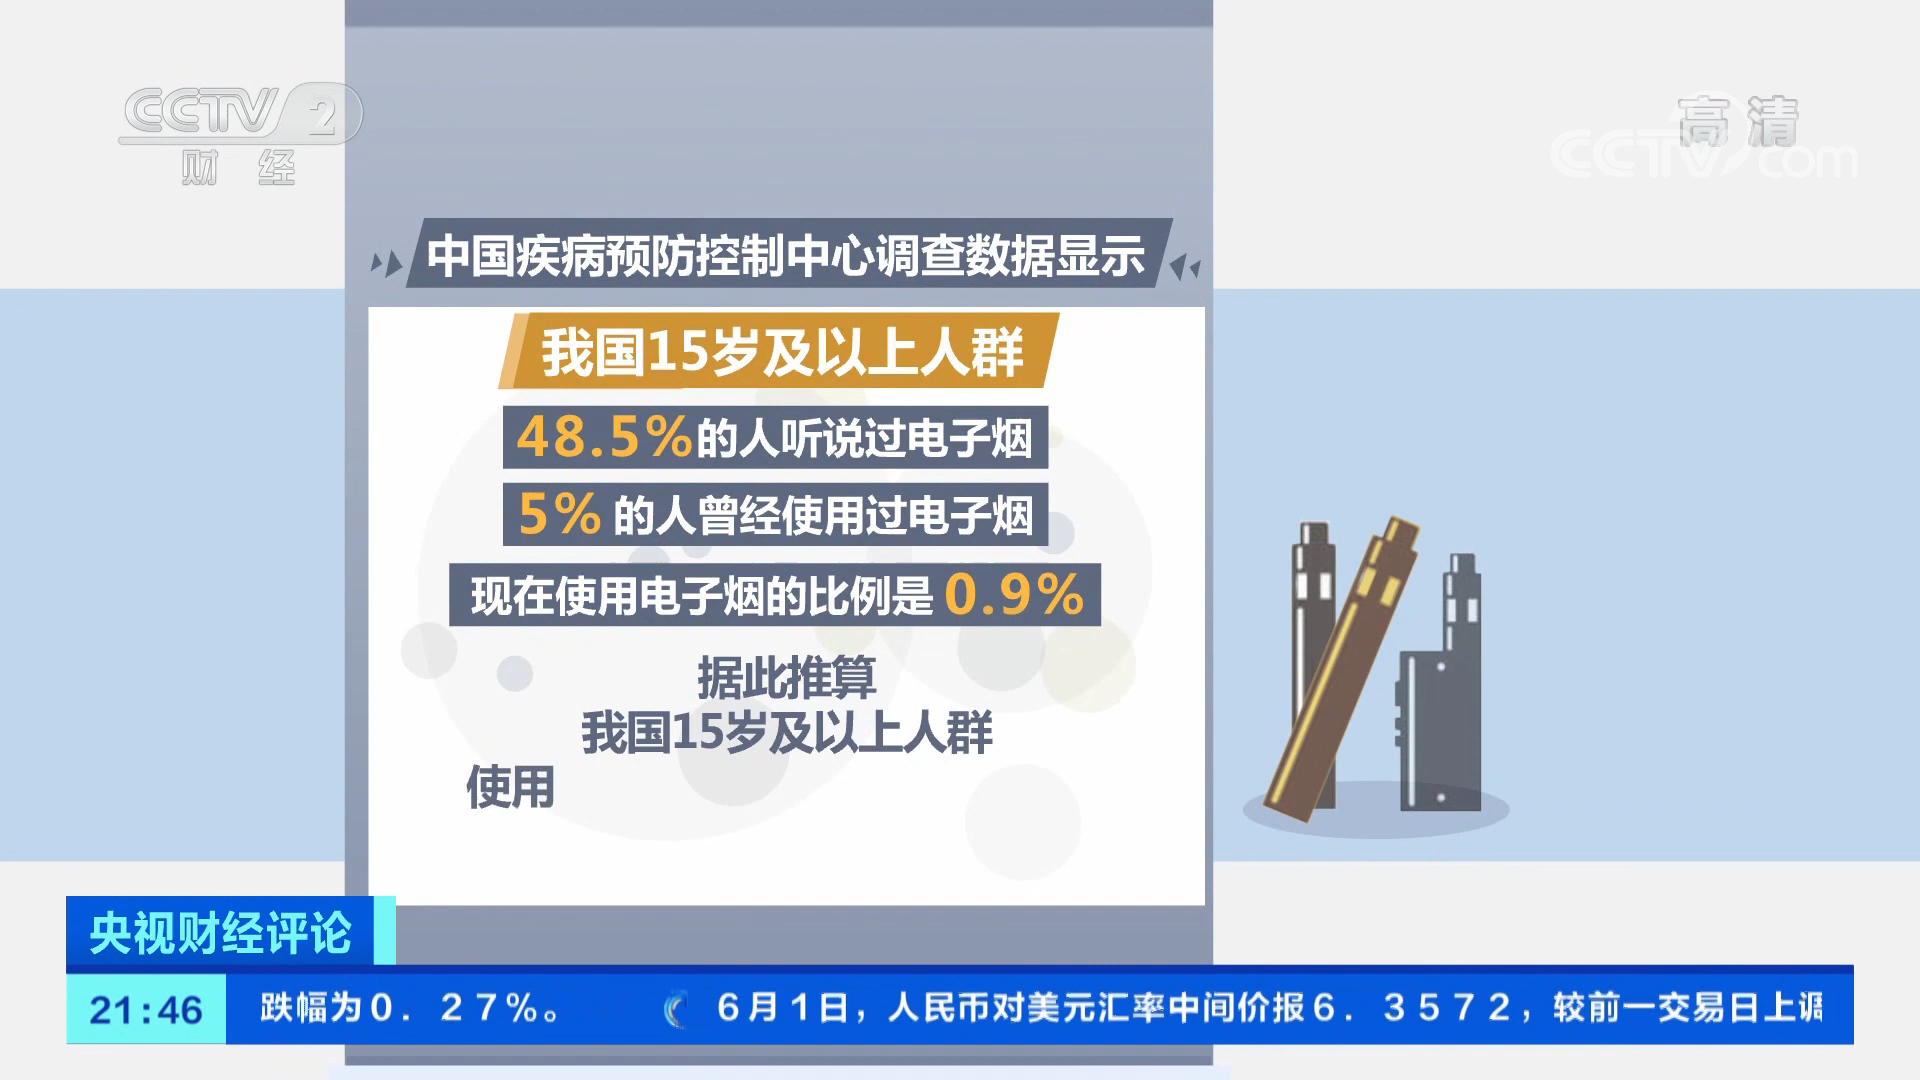 CCTV 2
财 经
高 清
CCTV.com
中国疾病预防控制中心调查数据显示
我国15岁及以上人群
48.5%的人听说过电子烟
5% 的人曾经使用过电子烟
现在使用电子烟的比例是 0.9%
据此推算
我国15岁及以上人群
使用
央视财经评论
21:46
跌幅为0.27%。 6月1日，人民币对美元汇率中间价报6.3572，较前一交易日上调